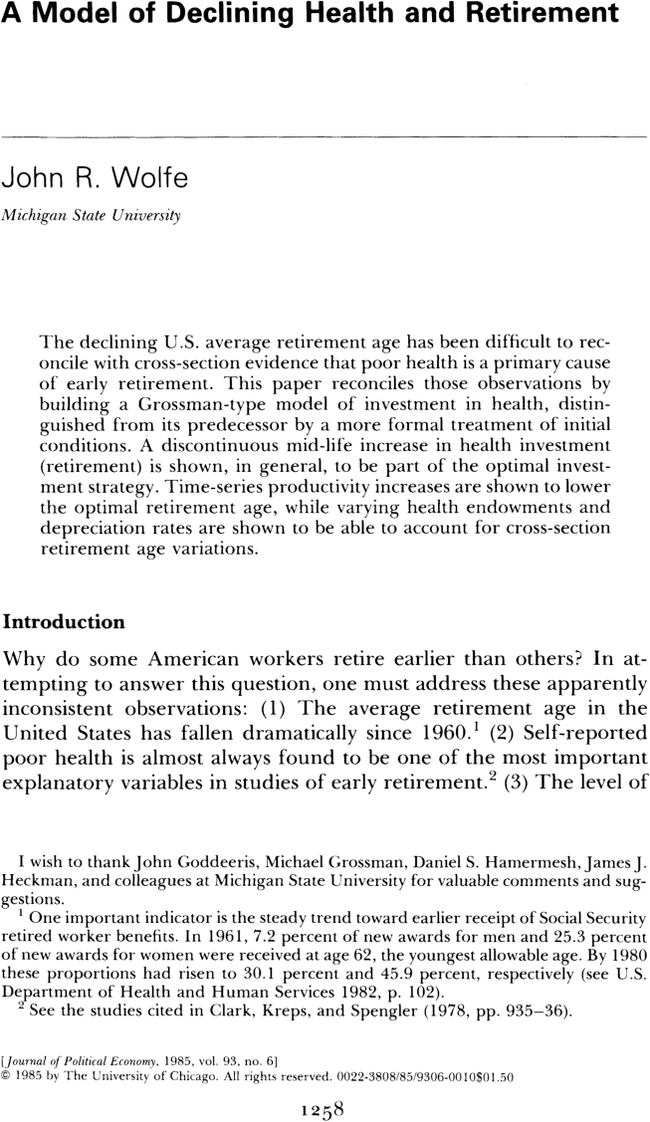 A Model of Declining Health and Retirement
John R. Wolfe
Michigan State University
The declining U.S. average retirement age has been difficult to rec-
oncile with cross-section evidence that poor health is a primary cause
of early retirement. This paper reconciles those observations by
building a Grossman-type model of investment in health, distin-
guished from its predecessor by a more formal treatment of initial
conditions. A discontinuous mid-life increase in health investment
(retirement) is shown, in general, to be part of the optimal invest-
ment strategy. Time-series productivity increases are shown to lower
the optimal retirement age, while varying health endowments and
depreciation rates are shown to be able to account for cross-section
retirement age variations.
Introduction
Why do some American workers retire earlier than others? In at-
tempting to answer this question, one must address these apparently
inconsistent observations: (1) The average retirement age in the
United States has fallen dramatically since 1960.¹ (2) Self-reported
poor health is almost always found to be one of the most important
explanatory variables in studies of early retirement.² (3) The level of
I wish to thank John Goddeeris, Michael Grossman, Daniel S. Hamermesh, James J.
Heckman, and colleagues at Michigan State University for valuable comments and sug-
gestions.
¹ One important indicator is the steady trend toward earlier receipt of Social Security
retired worker benefits. In 1961, 7.2 percent of new awards for men and 25.3 percent
of new awards for women were received at age 62, the youngest allowable age. By 1980
these proportions had risen to 30.1 percent and 45.9 percent, respectively (see U.S.
Department of Health and Human Services 1982, p. 102).
² See the studies cited in Clark, Kreps, and Spengler (1978, pp. 935–36).
[Journal of Political Economy, 1985, vol. 93, no. 6]
© 1985 by The University of Chicago. All rights reserved. 0022-3808/85/9306-0010$01.50
1258